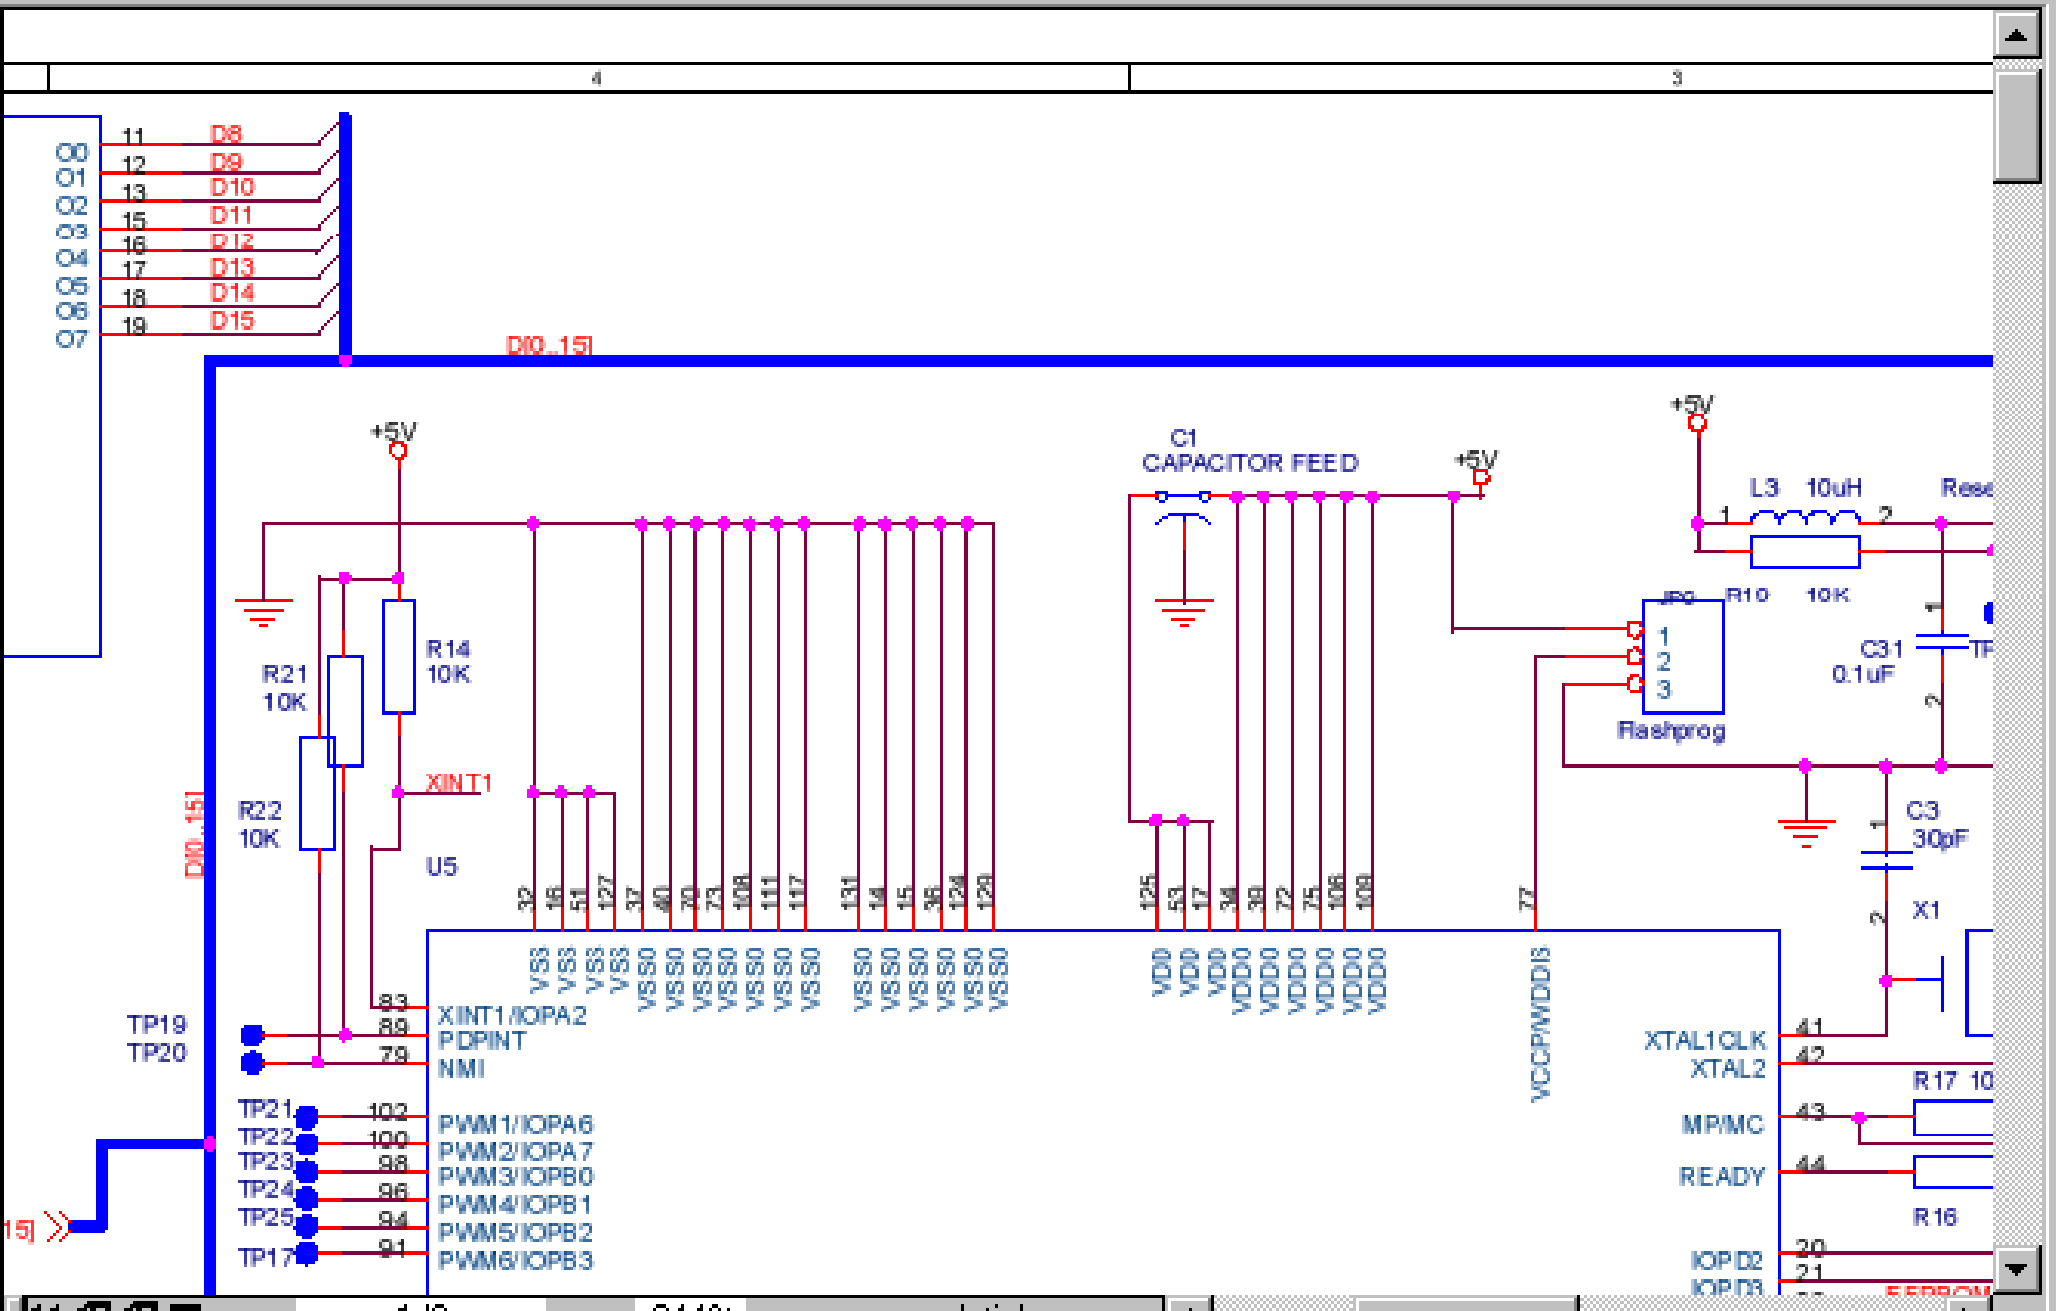 4
3
O0 11 D8
O1 12 D9
O2 13 D10
O3 15 D11
O4 16 D12
O5 17 D13
O6 18 D14
O7 19 D15
D[0..15]
+5V
+5V
+5V
C1
CAPACITOR FEED
L3 10uH
1 2
R10 10K
R14
10K
R21
10K
R22
10K
XINT1
D[0..15]
U5
1
2
3
Flashprog
C31
0.1uF
1
2
C3
30pF
1
2
X1
32 16 51 127 37 40 70 73 108 111 117 131 14 15 36 124 129
VSS VSS VSS VSS VSSO VSSO VSSO VSSO VSSO VSSO VSSO VSSO VSSO VSSO VSSO VSSO VSSO
125 53 17 34 39 72 75 106 109
VDD VDD VDD VDDO VDDO VDDO VDDO VDDO VDDO
77
VCCP/WDDIS
83 XINT1/IOPA2
TP19 89 PDPINT
TP20 79 NMI
TP21 102 PWM1/IOPA6
TP22 100 PWM2/IOPA7
TP23 98 PWM3/IOPB0
TP24 96 PWM4/IOPB1
TP25 94 PWM5/IOPB2
TP17 91 PWM6/IOPB3
XTAL1CLK 41
XTAL2 42
R17 10
MP/MC 43
READY 44
R16
IOPD2 20
IOPD3 21
15]